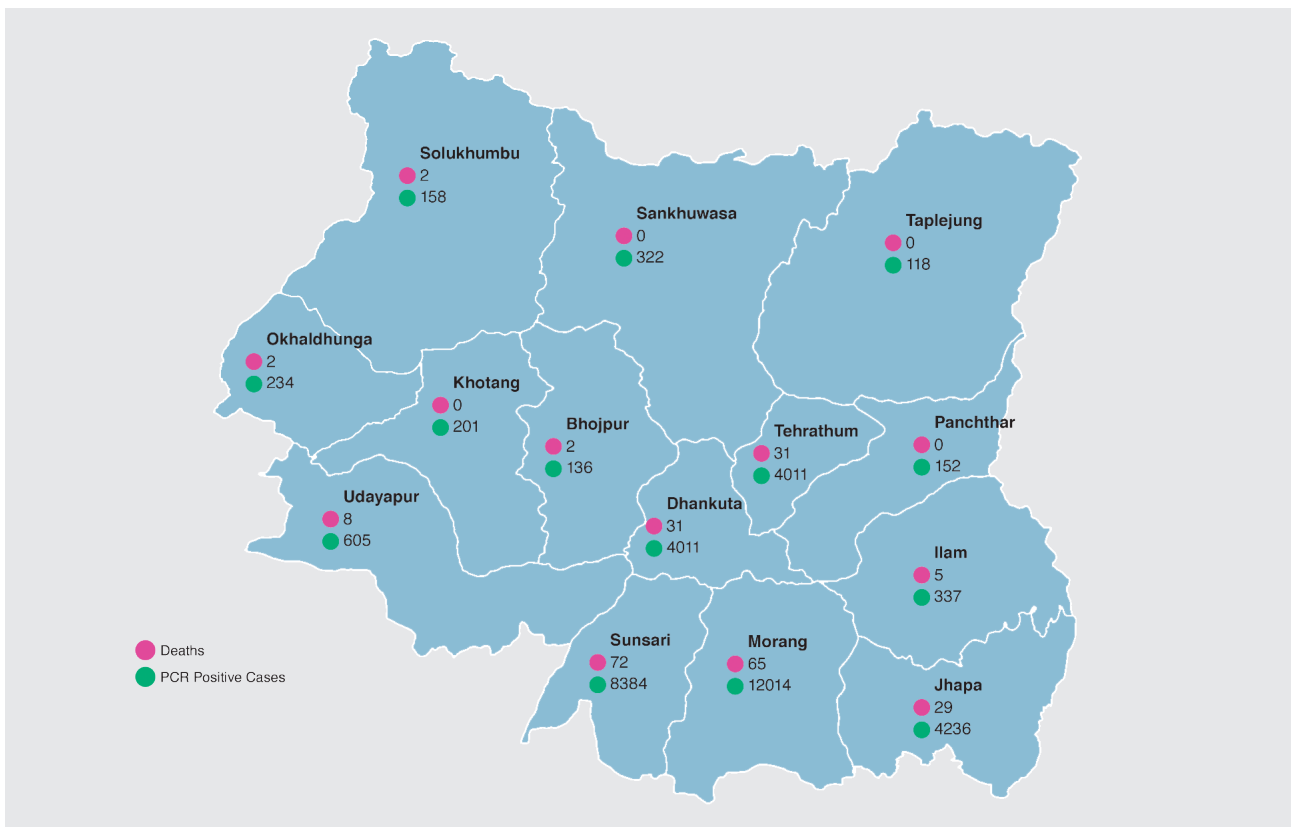 Solukhumbu
2
158
Sankhuwasa
0
322
Taplejung
0
118
Okhaldhunga
2
234
Khotang
0
201
Bhojpur
2
136
Tehrathum
31
4011
Panchthar
0
152
Udayapur
8
605
Dhankuta
31
4011
Ilam
5
337
Sunsari
72
8384
Morang
65
12014
Jhapa
29
4236
Deaths
PCR Positive Cases